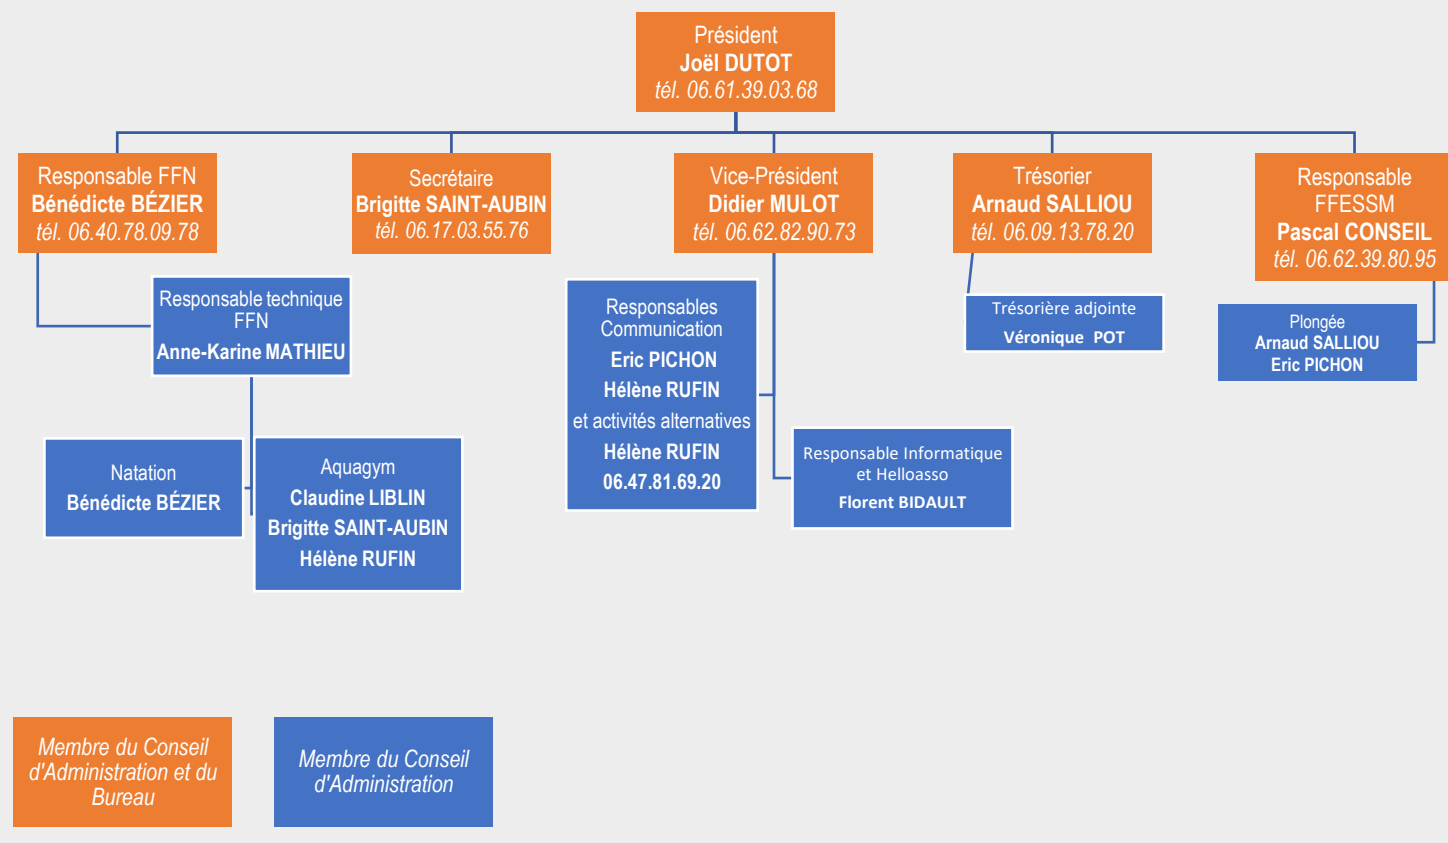 Président
Joël DUTOT
tél. 06.61.39.03.68
Responsable FFN
Bénédicte BÉZIER
tél. 06.40.78.09.78
Secrétaire
Brigitte SAINT-AUBIN
tél. 06.17.03.55.76
Vice-Président
Didier MULOT
tél. 06.62.82.90.73
Trésorier
Arnaud SALLIOU
tél. 06.09.13.78.20
Responsable
FFESSM
Pascal CONSEIL
tél. 06.62.39.80.95
Responsable technique
FFN
Anne-Karine MATHIEU
Responsables
Communication
Eric PICHON
Hélène RUFIN
et activités alternatives
Hélène RUFIN
06.47.81.69.20
Trésorière adjointe
Véronique POT
Plongée
Arnaud SALLIOU
Eric PICHON
Natation
Bénédicte BÉZIER
Aquagym
Claudine LIBLIN
Brigitte SAINT-AUBIN
Hélène RUFIN
Responsable Informatique
et Helloasso
Florent BIDAULT
Membre du Conseil
d'Administration et du
Bureau
Membre du Conseil
d'Administration